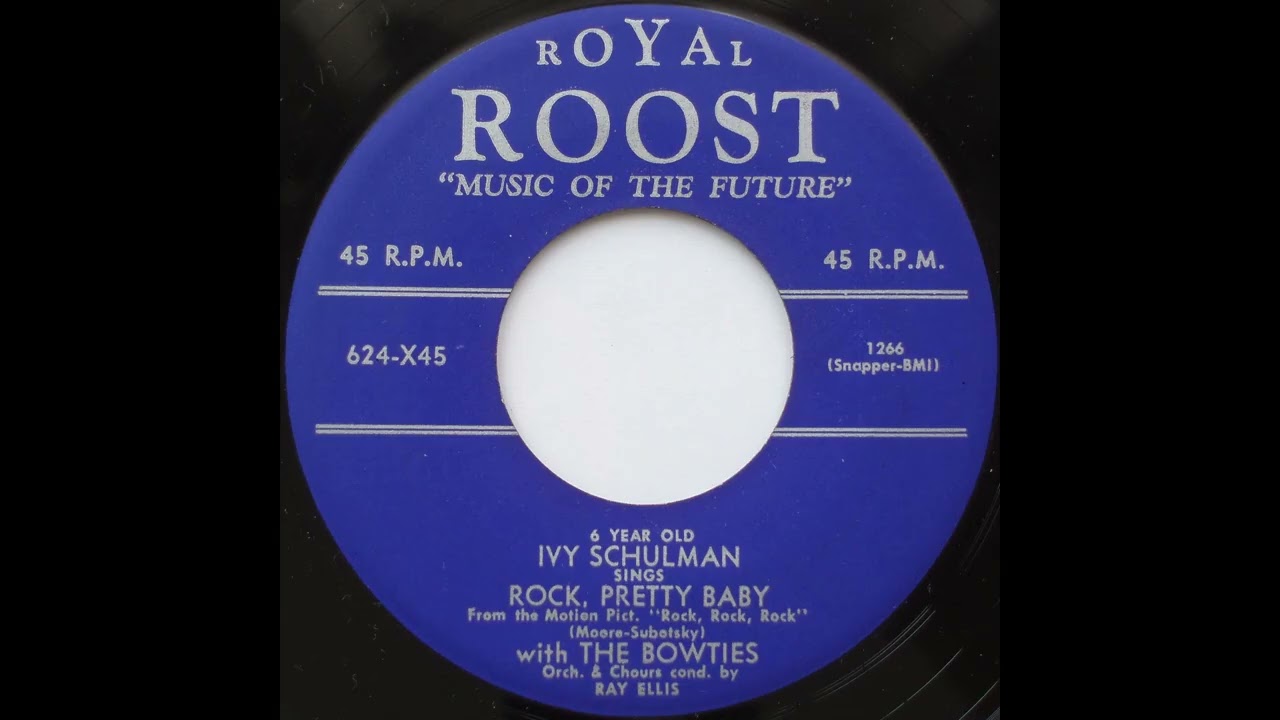 ROYAL
ROOST
“MUSIC OF THE FUTURE”
45 R.P.M.
45 R.P.M.
624-X45
1266
(Snapper-BMI)
6 YEAR OLD
IVY SCHULMAN
SINGS
ROCK, PRETTY BABY
From the Motion Pict. "Rock, Rock, Rock"
(Moore-Subotsky)
with THE BOWTIES
Orch. & Chours cond. by
RAY ELLIS